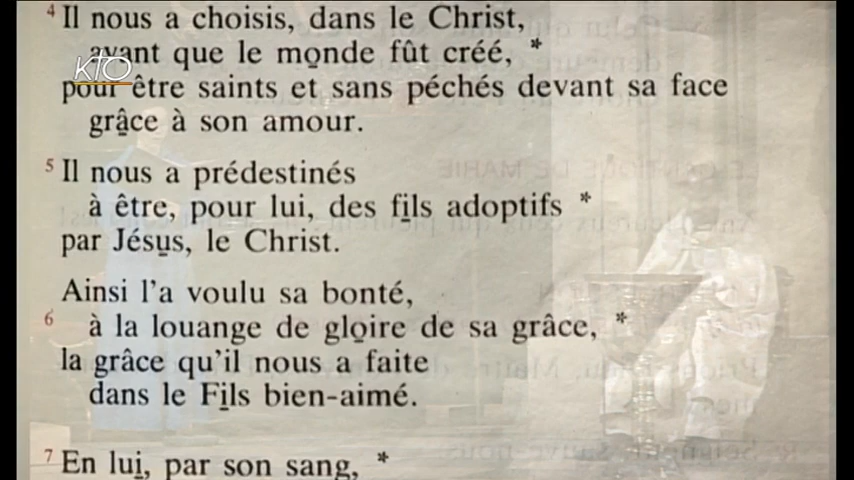 4 Il nous a choisis, dans le Christ,
avant que le monde fût créé, *
KTO
pour être saints et sans péchés devant sa face
grâce à son amour.
5 Il nous a prédestinés
à être, pour lui, des fils adoptifs *
par Jésus, le Christ.
Ainsi l'a voulu sa bonté,
6 à la louange de gloire de sa grâce, *
la grâce qu'il nous a faite
dans le Fils bien-aimé.
7 En lui, par son sang, *